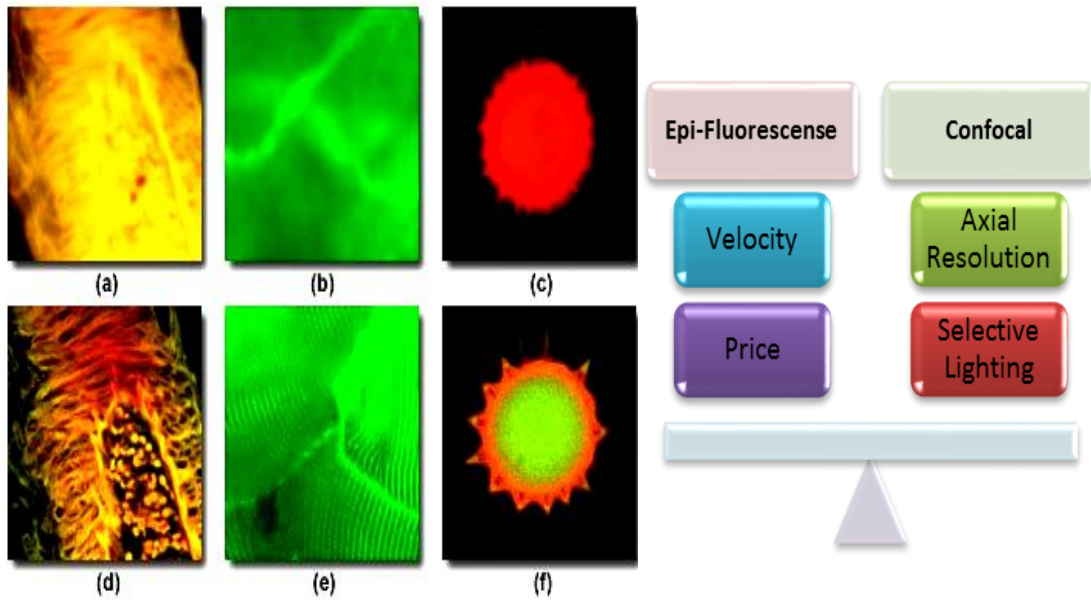 (a)
(b)
(c)
(d)
(e)
(f)
Epi-Fluorescense
Confocal
Velocity
Axial
Resolution
Price
Selective
Lighting